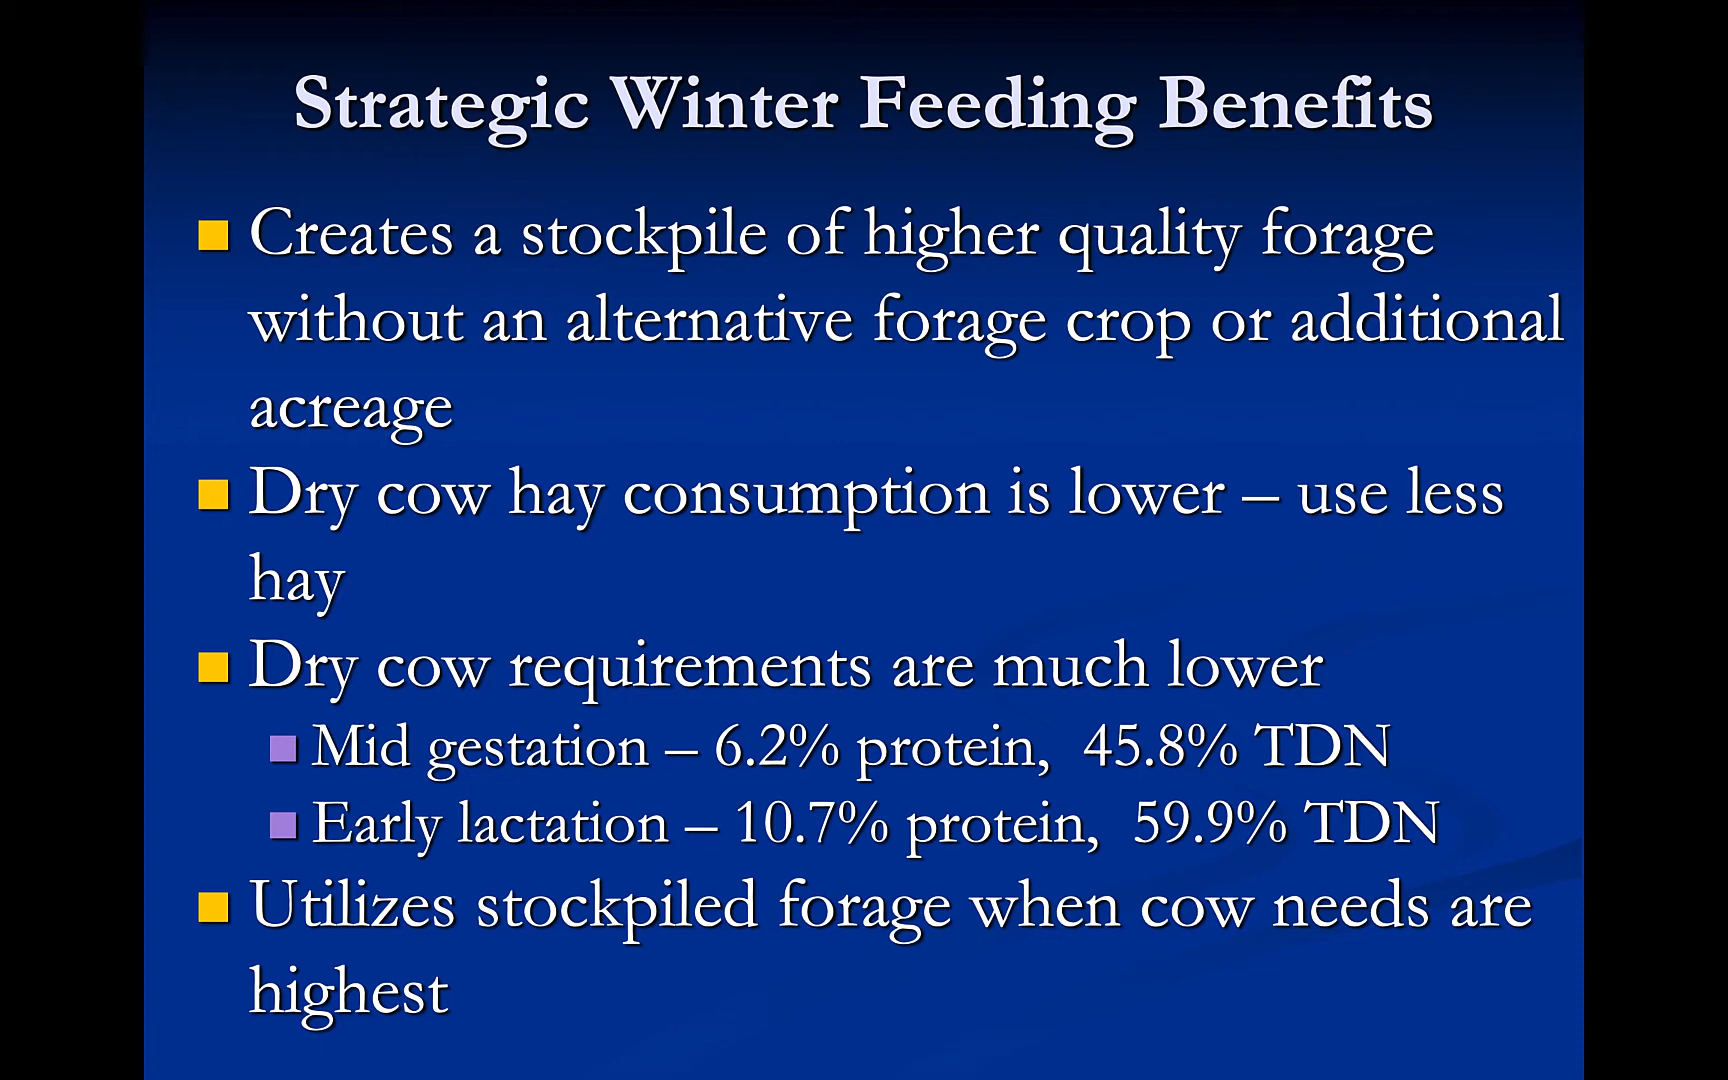 Strategic Winter Feeding Benefits
Creates a stockpile of higher quality forage
without an alternative forage crop or additional
acreage
Dry cow hay consumption is lower – use less
hay
Dry cow requirements are much lower
Mid gestation – 6.2% protein, 45.8% TDN
Early lactation – 10.7% protein, 59.9% TDN
Utilizes stockpiled forage when cow needs are
highest